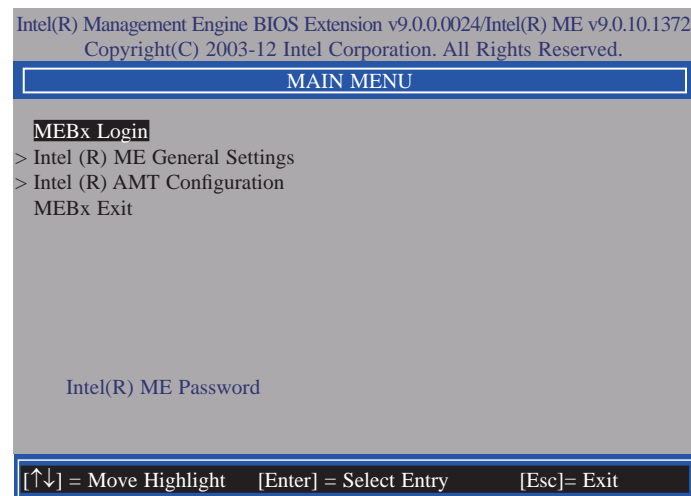 Intel(R) Management Engine BIOS Extension v9.0.0.0024/Intel(R) ME v9.0.10.1372
Copyright(C) 2003-12 Intel Corporation. All Rights Reserved.
MAIN MENU
MEBx Login
> Intel (R) ME General Settings
> Intel (R) AMT Configuration
MEBx Exit
Intel(R) ME Password
[↑↓] = Move Highlight [Enter] = Select Entry [Esc]= Exit